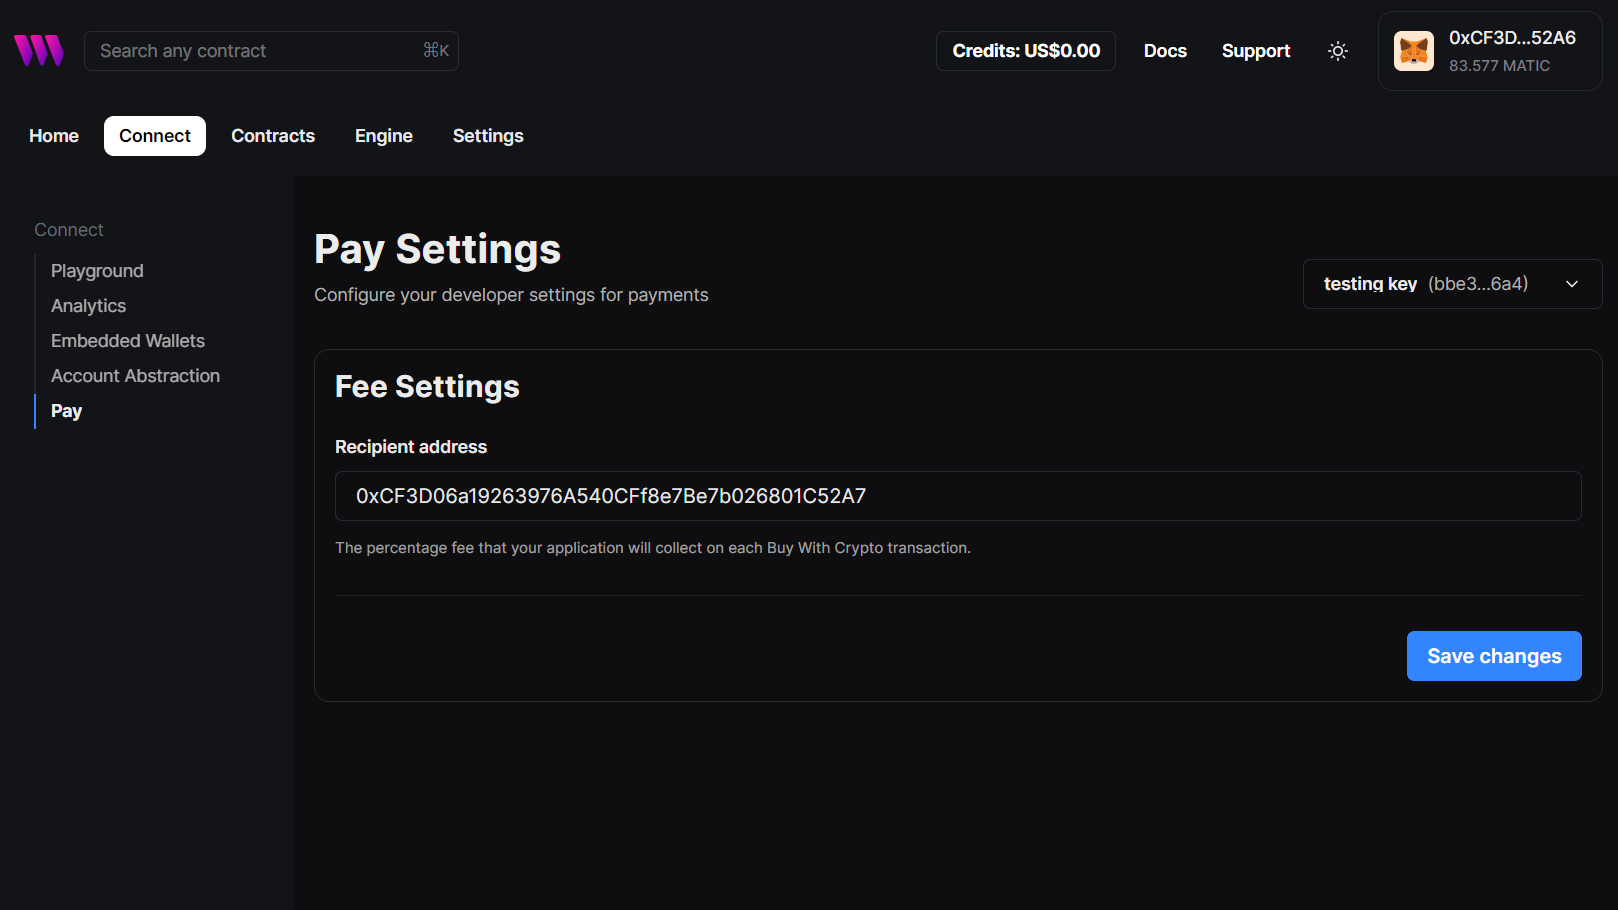 Search any contract ⌘K
Credits: US$0.00
Docs
Support
0xCF3D...52A6
83.577 MATIC
Home
Connect
Contracts
Engine
Settings
Connect
Playground
Analytics
Embedded Wallets
Account Abstraction
Pay
Pay Settings
Configure your developer settings for payments
testing key (bbe3...6a4)
Fee Settings
Recipient address
0xCF3D06a19263976A540CFf8e7Be7b026801C52A7
The percentage fee that your application will collect on each Buy With Crypto transaction.
Save changes